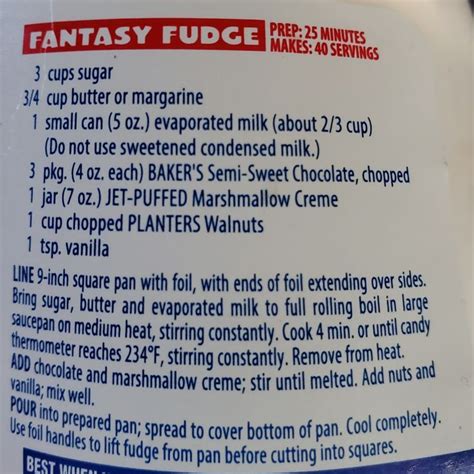 FANTASY FUDGE PREP: 25 MINUTES
MAKES: 40 SERVINGS
3 cups sugar
3/4 cup butter or margarine
1 small can (5 oz.) evaporated milk (about 2/3 cup)
(Do not use sweetened condensed milk.)
3 pkg. (4 oz. each) BAKER'S Semi-Sweet Chocolate, chopped
1 jar (7 oz.) JET-PUFFED Marshmallow Creme
1 cup chopped PLANTERS Walnuts
1 tsp. vanilla
LINE 9-inch square pan with foil, with ends of foil extending over sides.
Bring sugar, butter and evaporated milk to full rolling boil in large
saucepan on medium heat, stirring constantly. Cook 4 min. or until candy
thermometer reaches 234°F, stirring constantly. Remove from heat.
ADD chocolate and marshmallow creme; stir until melted. Add nuts and
vanilla; mix well.
POUR into prepared pan; spread to cover bottom of pan. Cool completely.
Use foil handles to lift fudge from pan before cutting into squares.
BEST WHEN